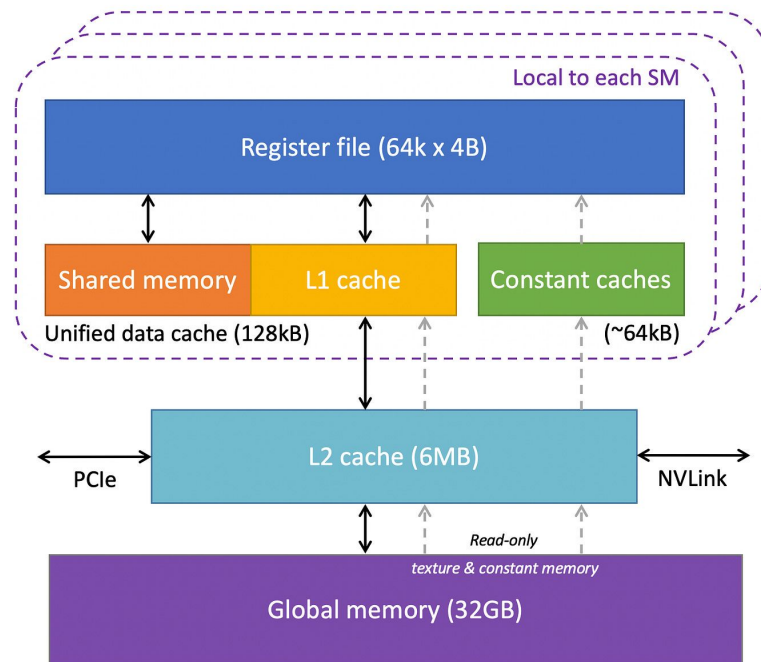 Local to each SM
Register file (64k x 4B)
Shared memory
L1 cache
Constant caches
Unified data cache (128kB)
(~64kB)
L2 cache (6MB)
PCIe
NVLink
Read-only
texture & constant memory
Global memory (32GB)